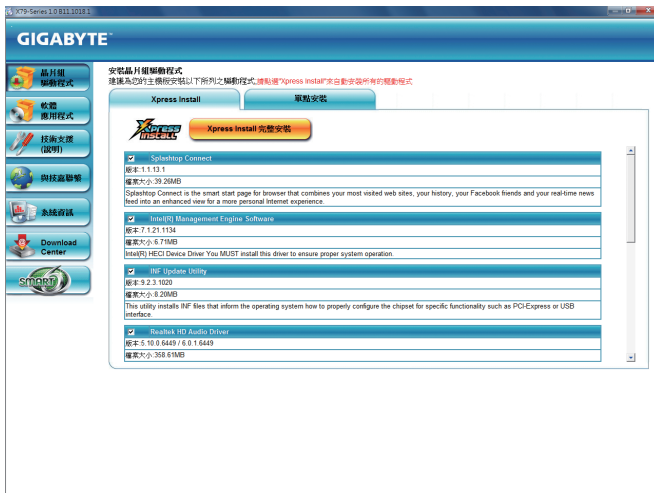 X79-Series 1.0 B11.1018.1
GIGABYTE™
晶片組
驅動程式
軟體
應用程式
技術支援
(說明)
與技嘉聯繫
系統資訊
Download
Center
SMART
安裝晶片組驅動程式
建議為您的主機板安裝以下所列之驅動程式,請點選"Xpress Install"來自動安裝所有的驅動程式
Xpress Install
單點安裝
Xpress
Install
Xpress Install 完整安裝
Splashtop Connect
版本:1.1.13.1
檔案大小:39.26MB
Splashtop Connect is the smart start page for browser that combines your most visited web sites, your history, your Facebook friends and your real-time news
feed into an enhanced view for a more personal Internet experience.
Intel(R) Management Engine Software
版本:7.1.21.1134
檔案大小:6.71MB
Intel(R) HECI Device Driver You MUST install this driver to ensure proper system operation.
INF Update Utility
版本:9.2.3.1020
檔案大小:8.20MB
This utility installs INF files that inform the operating system how to properly configure the chipset for specific functionality such as PCI-Express or USB
interface.
Realtek HD Audio Driver
版本:5.10.0.6449 / 6.0.1.6449
檔案大小:358.61MB